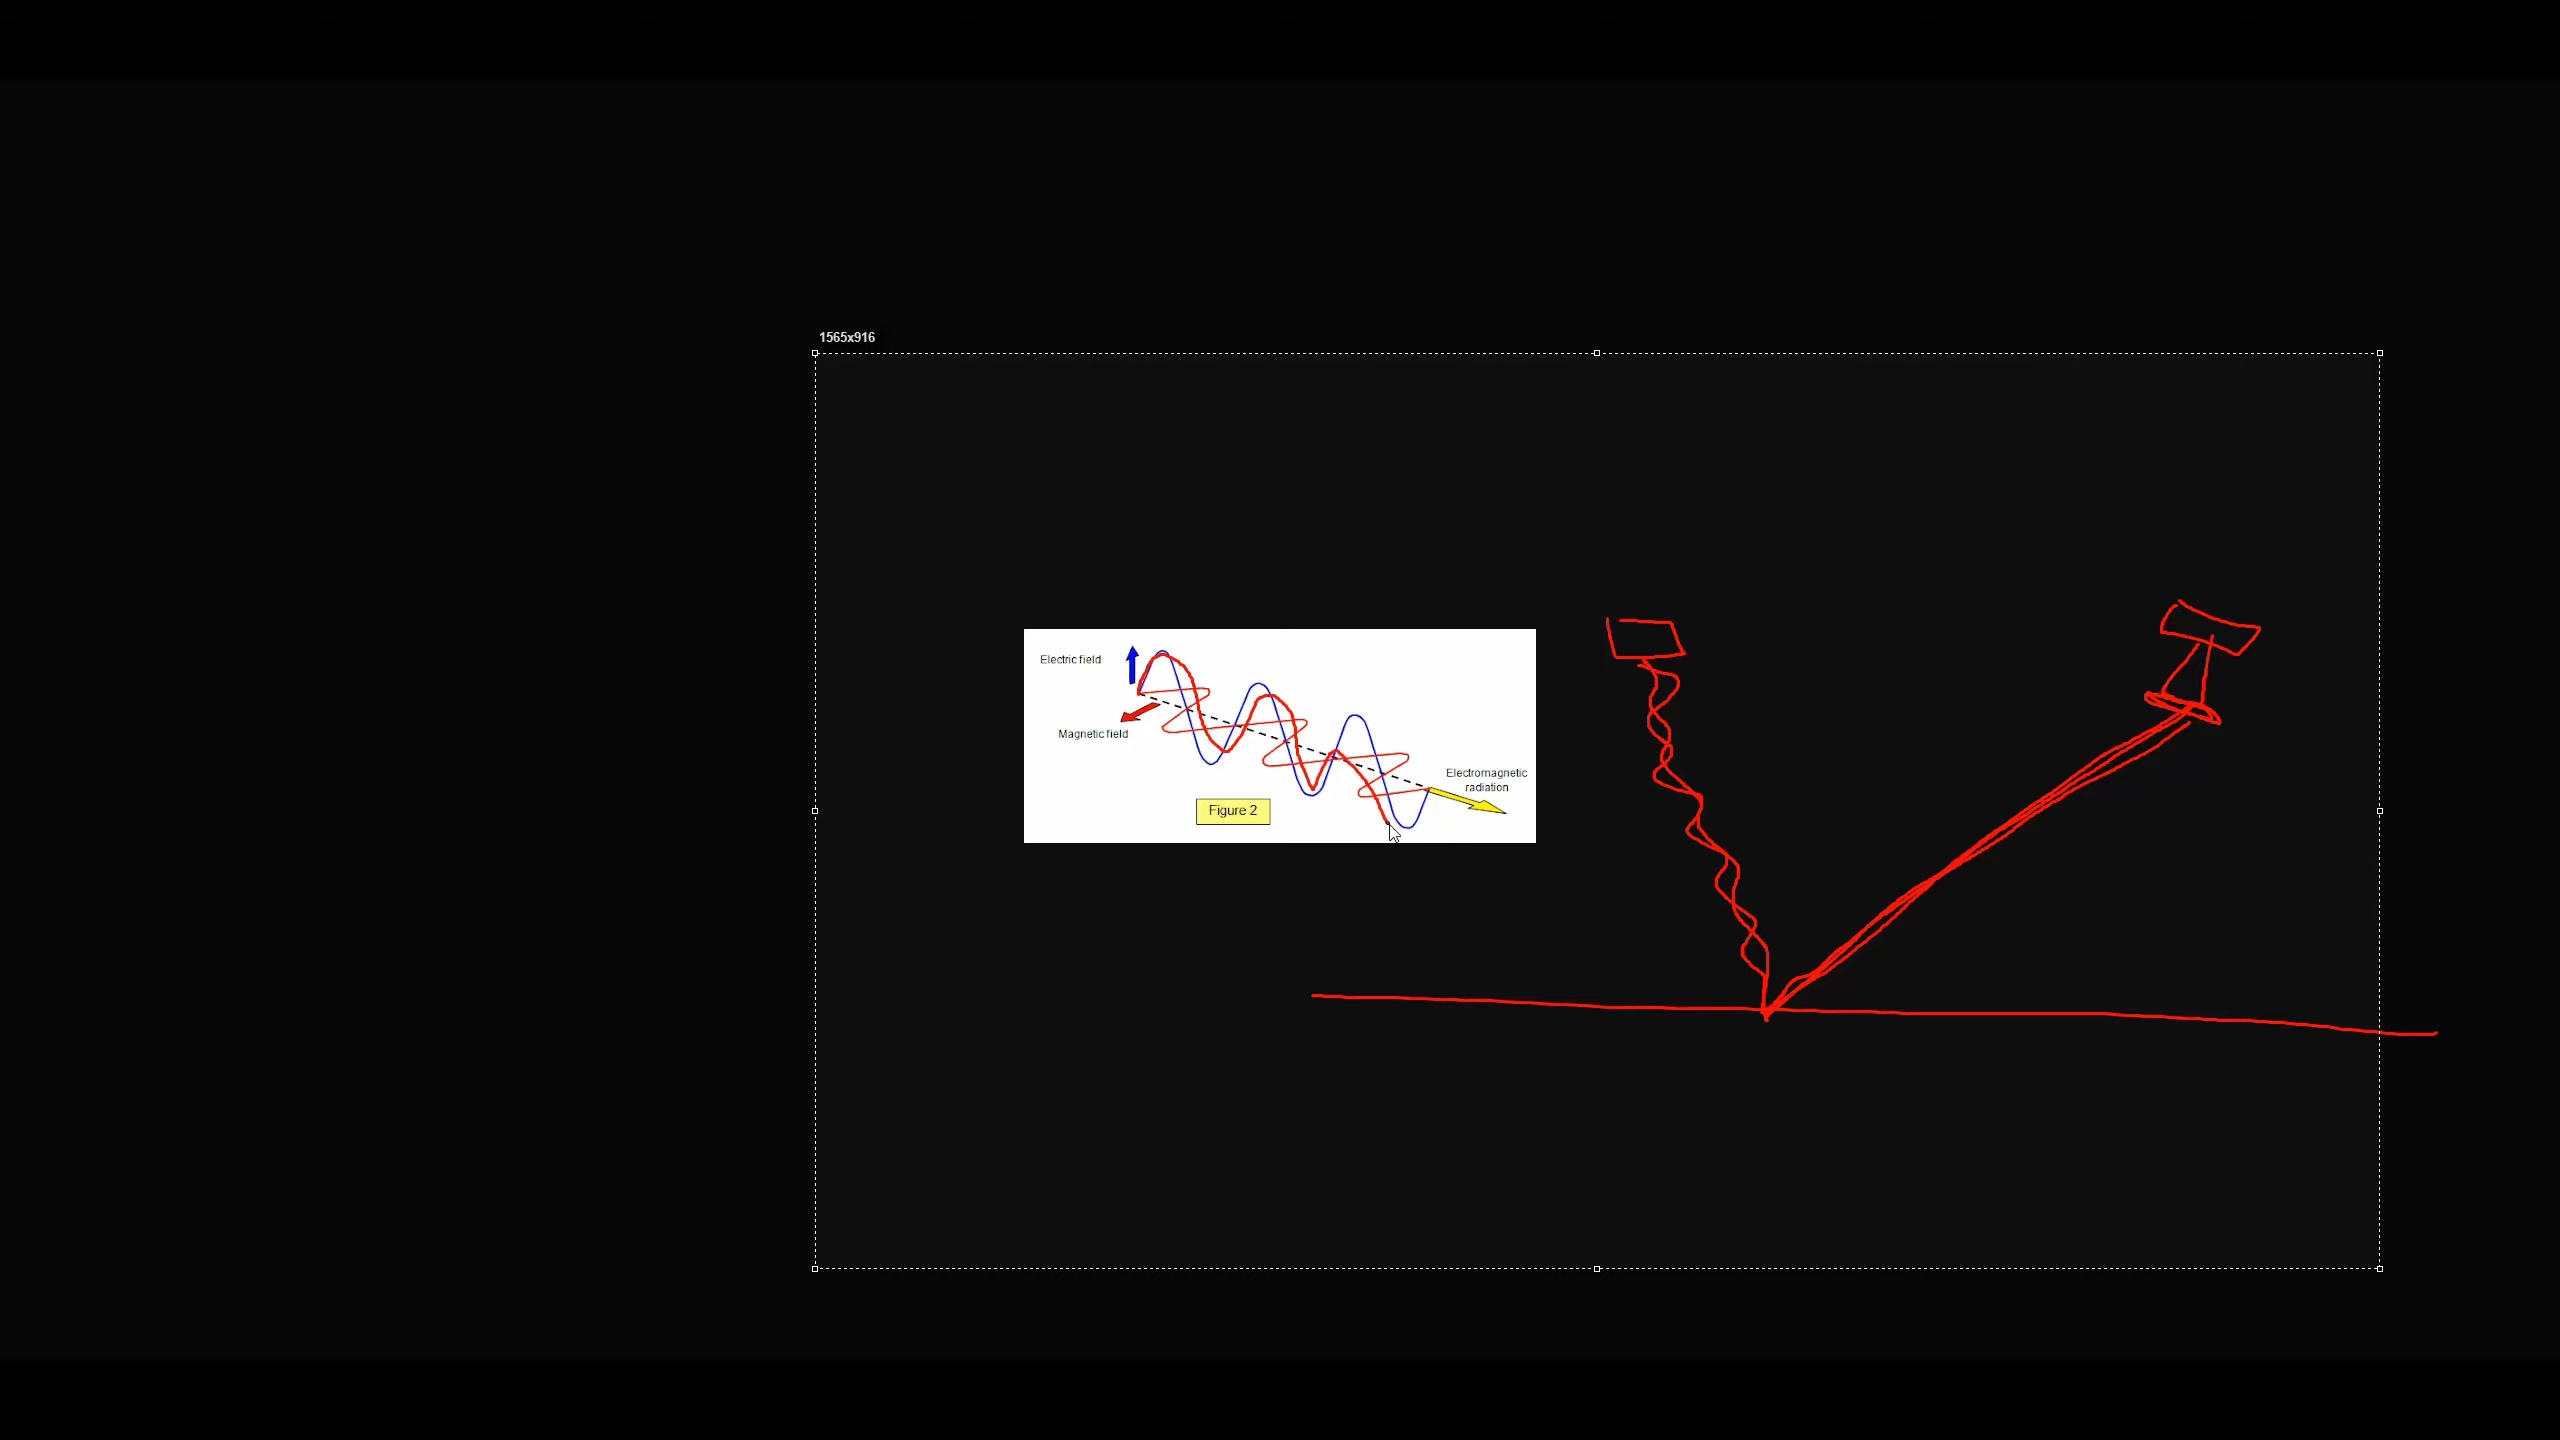 1565x916
Electric field
Magnetic field
Electromagnetic
radiation
Figure 2